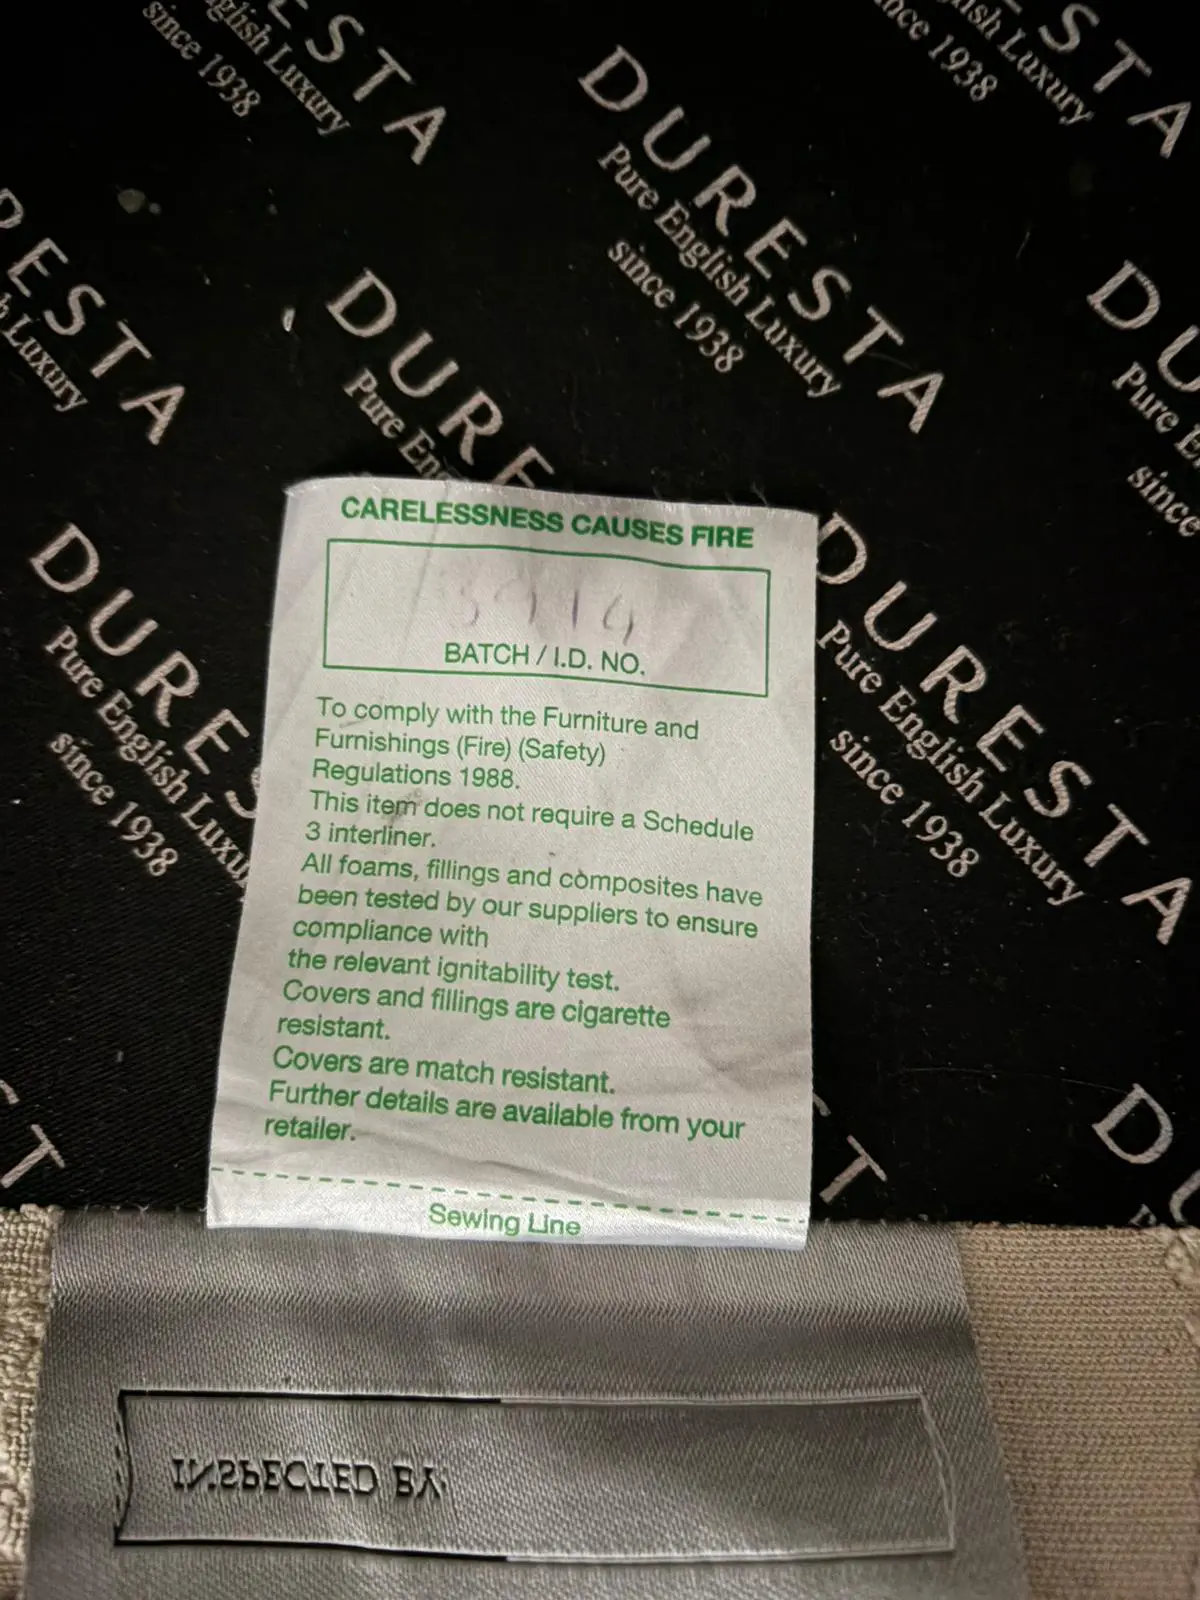 DURESTA
Pure English Luxury
since 1938
CARELESSNESS CAUSES FIRE
BATCH / I.D. NO.
To comply with the Furniture and
Furnishings (Fire) (Safety)
Regulations 1988.
This item does not require a Schedule
3 interliner.
All foams, fillings and composites have
been tested by our suppliers to ensure
compliance with
the relevant ignitability test.
Covers and fillings are cigarette
resistant.
Covers are match resistant.
Further details are available from your
retailer.
Sewing Line
INSPECTED BY: